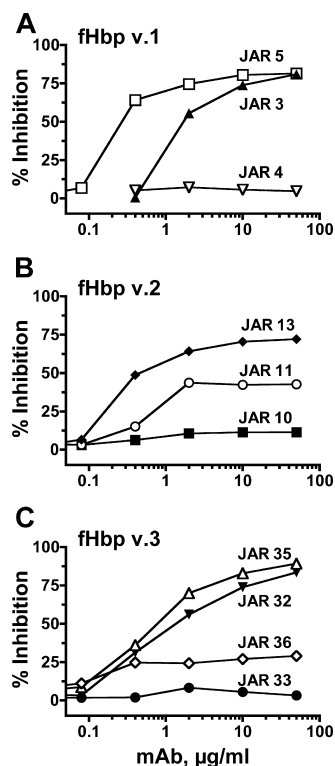 A
fHbp v.1
% Inhibition
100
75
50
25
0
JAR 5
JAR 3
JAR 4
0.1
1
10
100
B
fHbp v.2
% Inhibition
100
75
50
25
0
JAR 13
JAR 11
JAR 10
0.1
1
10
100
C
fHbp v.3
% Inhibition
100
75
50
25
0
JAR 35
JAR 32
JAR 36
JAR 33
0.1
1
10
100
mAb, µg/ml